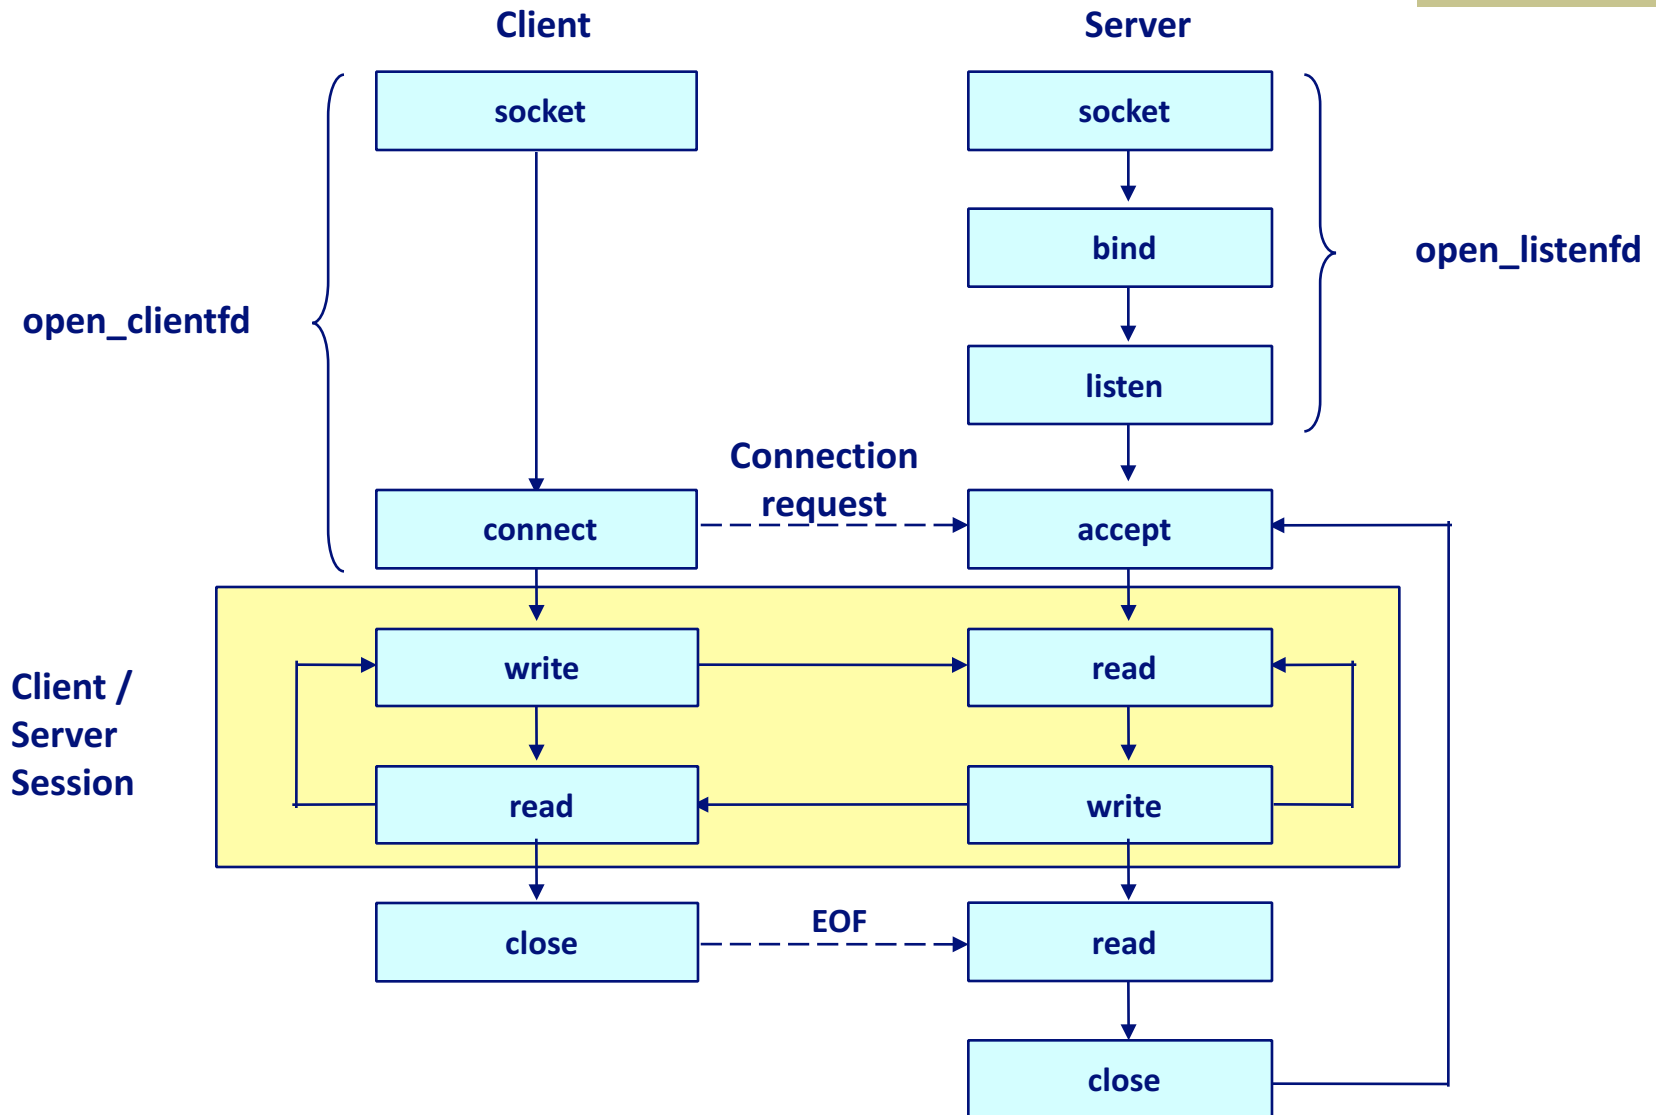 Client
Server
socket
socket
bind
open_listenfd
open_clientfd
listen
Connection
request
connect
accept
write
read
Client /
Server
Session
read
write
EOF
close
read
close